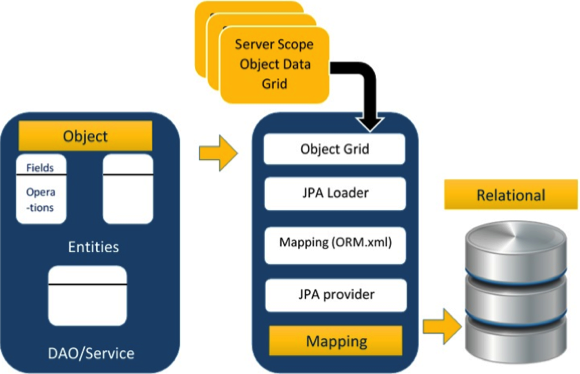 Server Scope
Object Data
Grid
Object
Fields
Opera
-tions
Entities
DAO/Service
Object Grid
JPA Loader
Mapping (ORM.xml)
JPA provider
Mapping
Relational